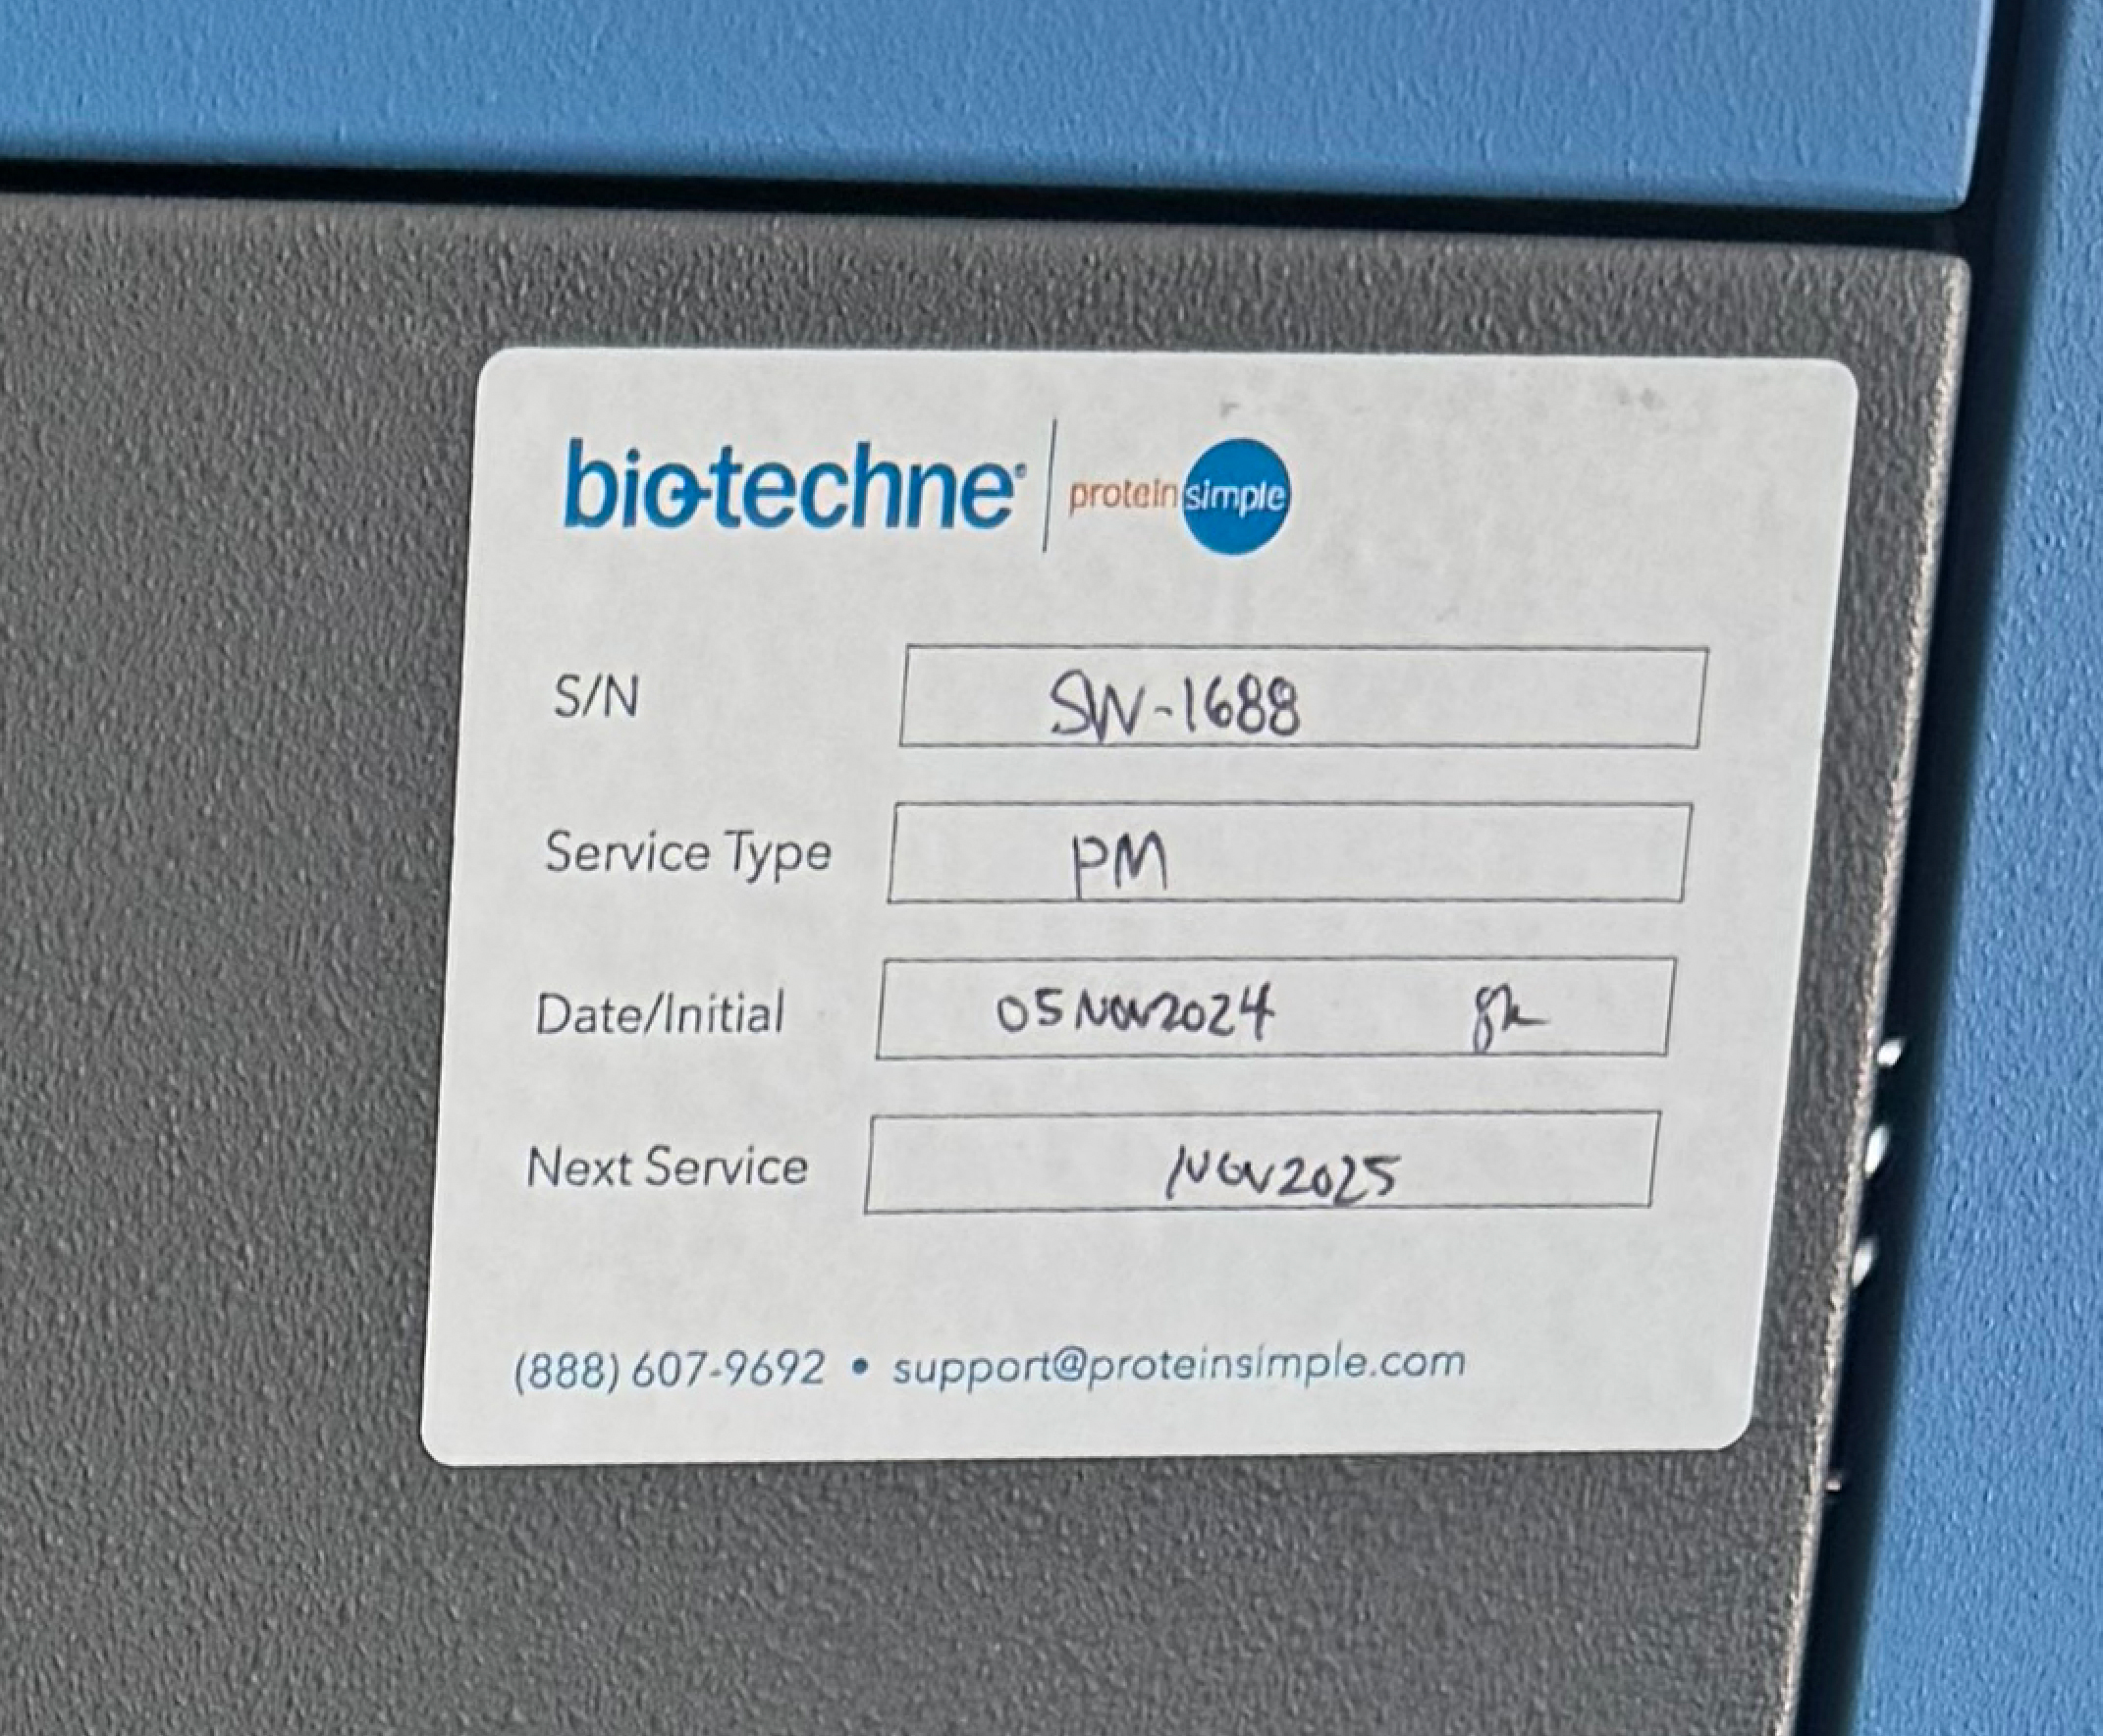 bio-techne® | proteinsimple
S/N SW-1688
Service Type PM
Date/Initial 05Nov2024
Next Service Nov2025
(888) 607-9692 • support@proteinsimple.com